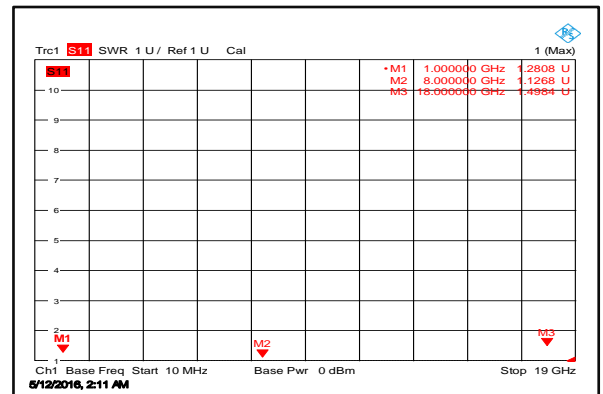 Trc1 S11 SWR 1 U / Ref 1 U Cal 1 (Max)
S11
•M1 1.000000 GHz 1.2808 U
M2 8.000000 GHz 1.1268 U
M3 18.000000 GHz 1.4984 U
10
9
8
7
6
5
4
3
2
M1
M2
M3
1
Ch1 Base Freq Start 10 MHz Base Pwr 0 dBm Stop 19 GHz
5/12/2016, 2:11 AM